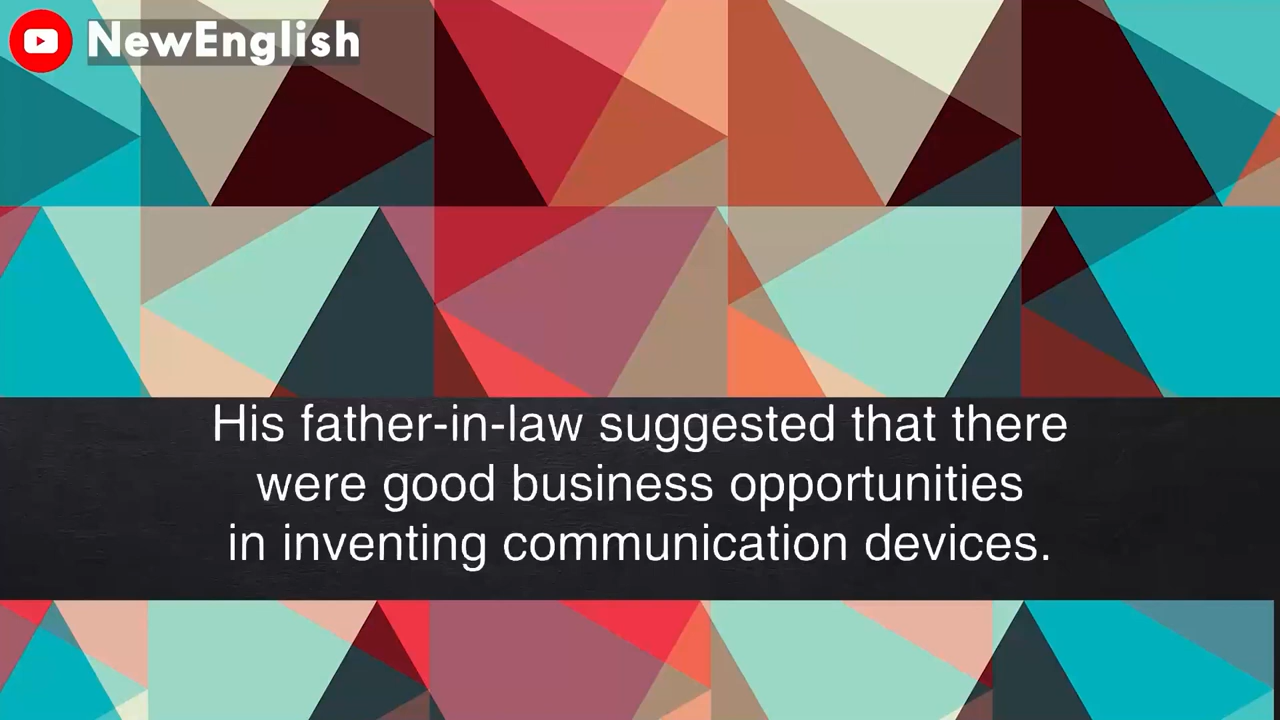 NewEnglish
His father-in-law suggested that there
were good business opportunities
in inventing communication devices.